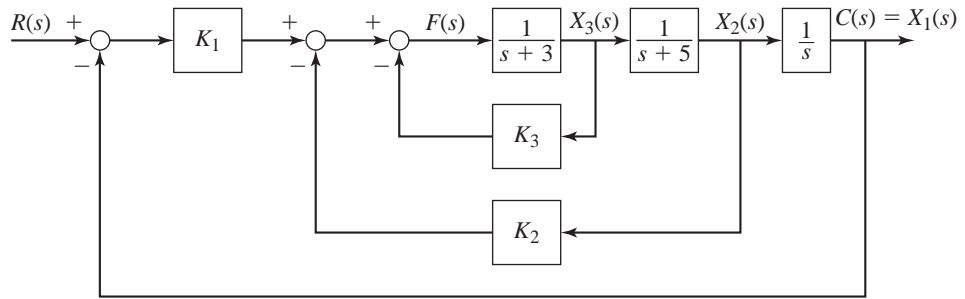 R(s) + − K₁ + − + − F(s) 1/(s + 3) X₃(s) 1/(s + 5) X₂(s) 1/s C(s) = X₁(s)
K₃
K₂